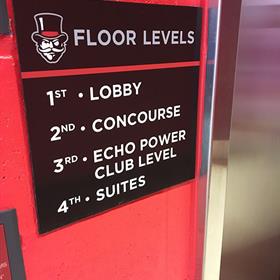 FLOOR LEVELS
1ST • LOBBY
2ND • CONCOURSE
3RD • ECHO POWER
CLUB LEVEL
4TH • SUITES